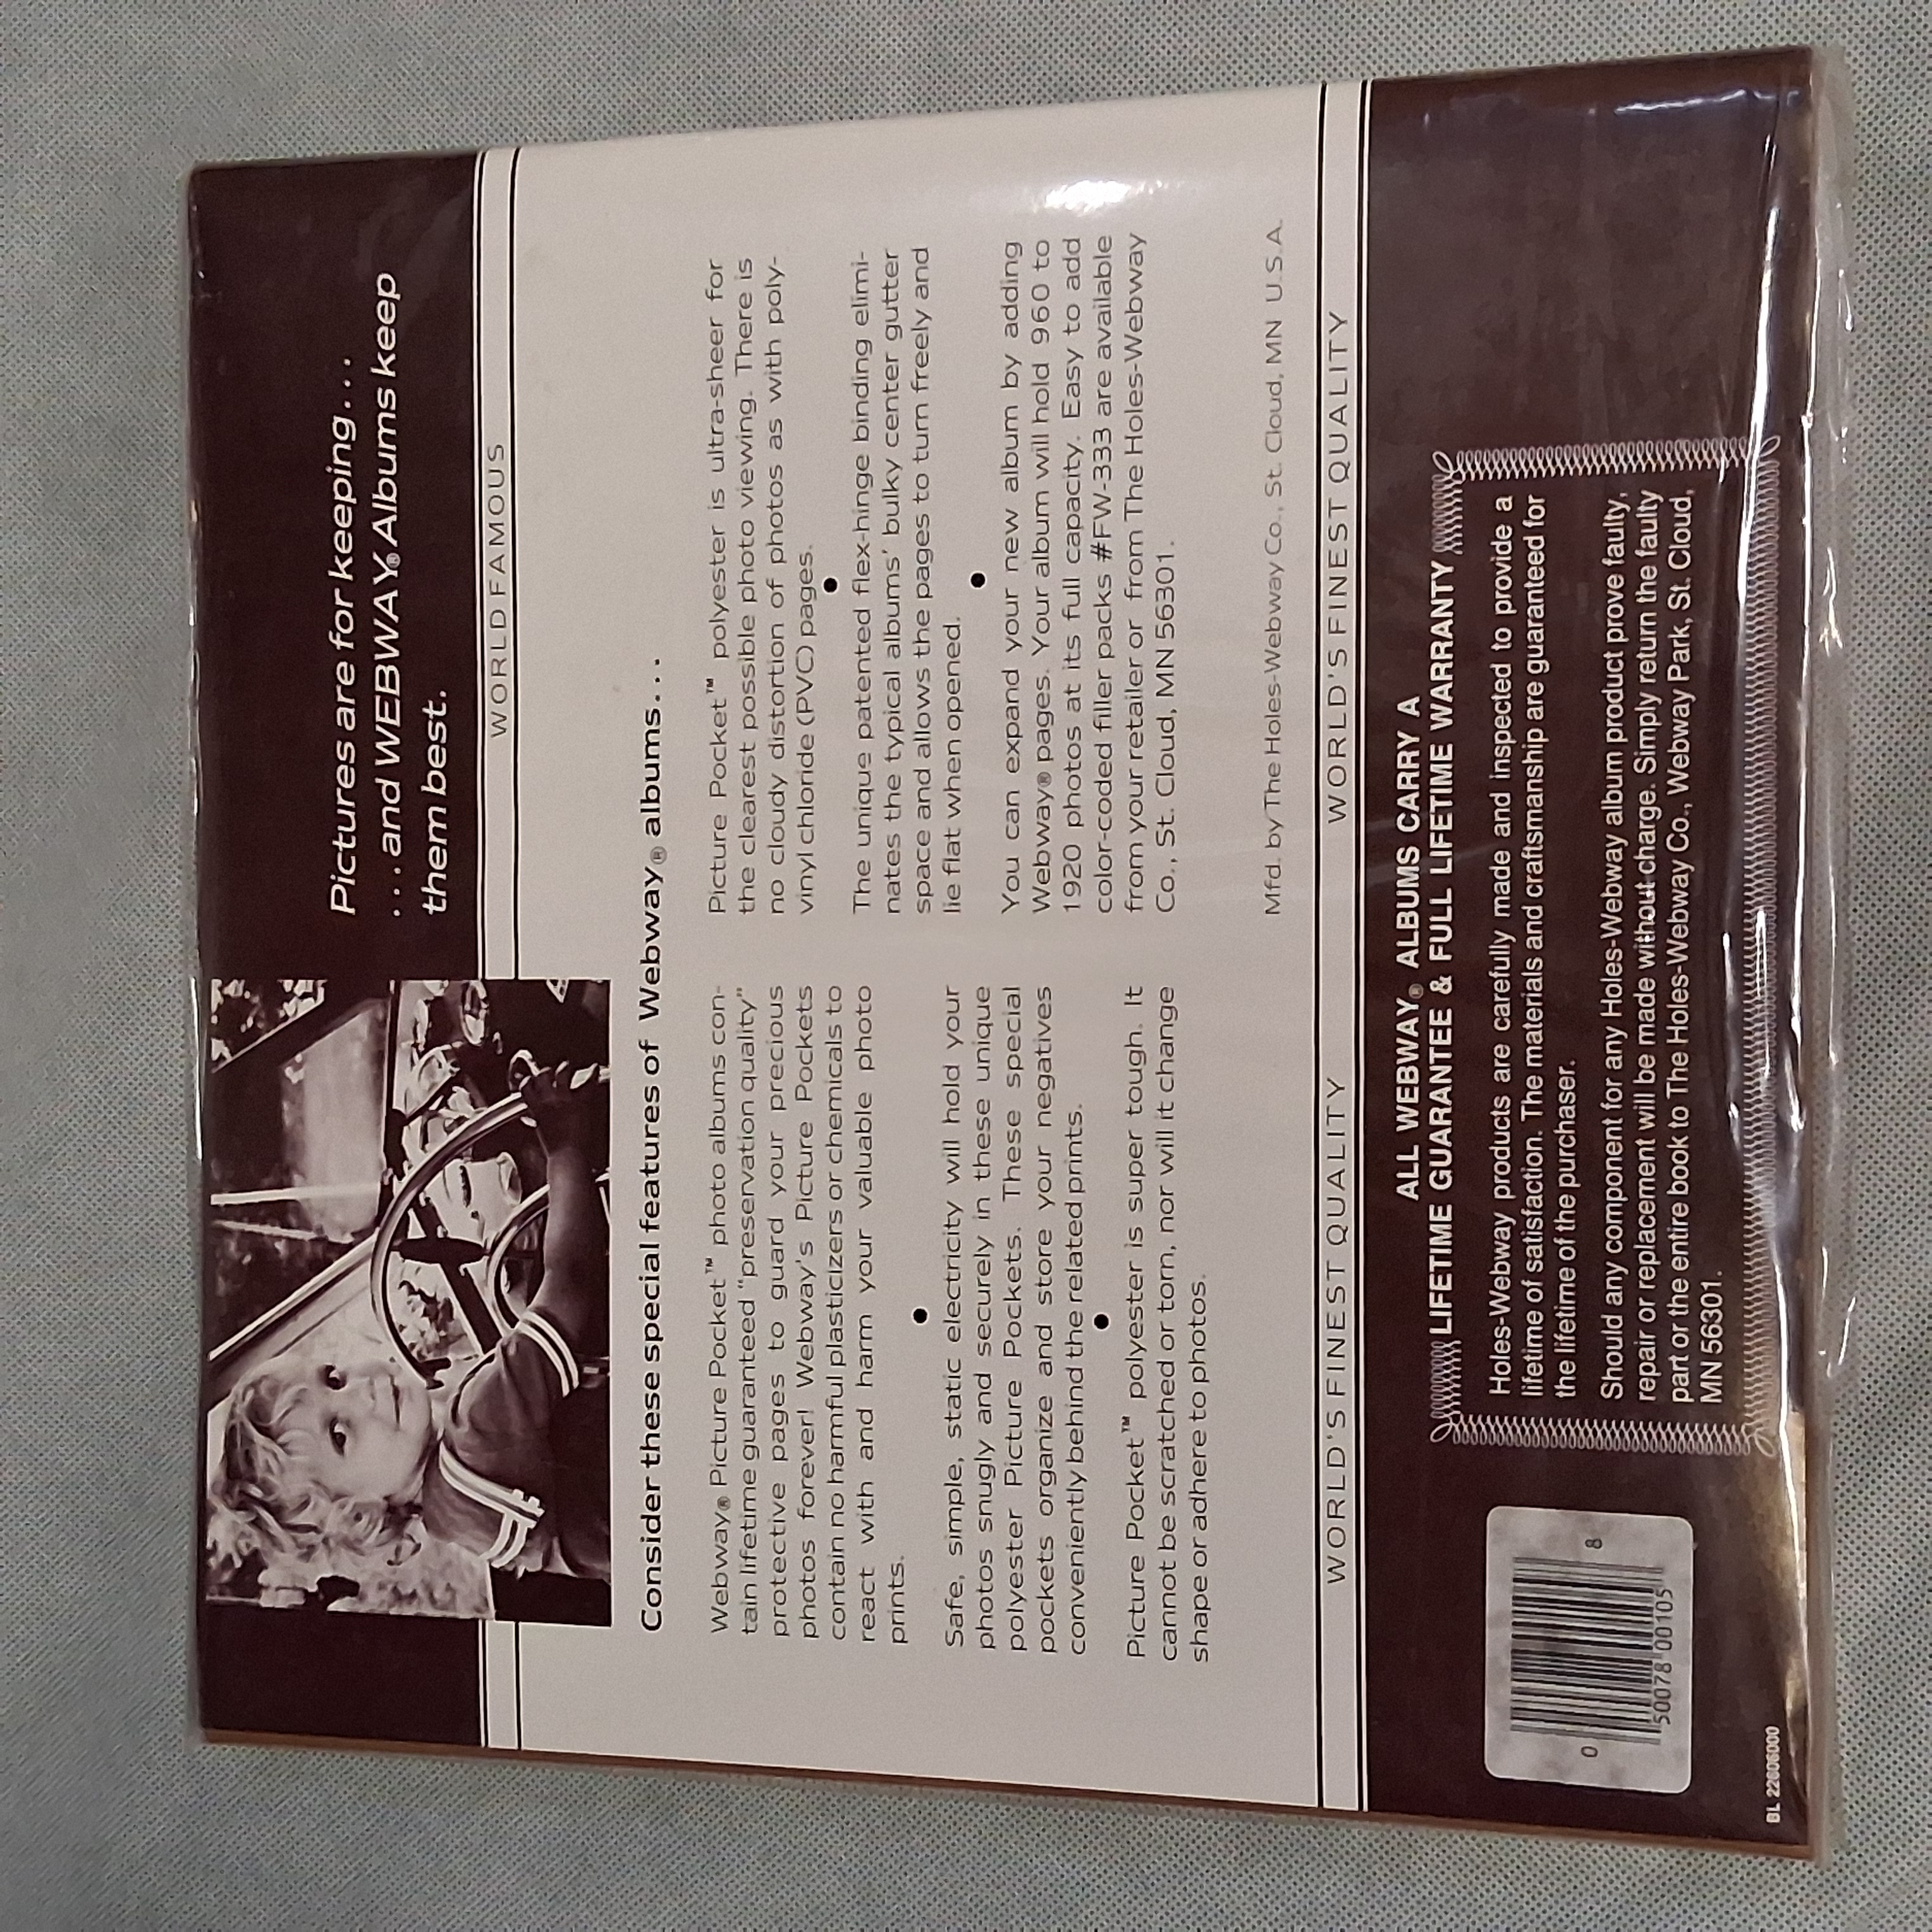 Pictures are for keeping...
...and WEBWAY® Albums keep
them best.
WORLD FAMOUS
Consider these special features of Webway® albums...
Webway® Picture Pocket™ photo albums con-
tain lifetime guaranteed "preservation quality"
protective pages to guard your precious
photos forever! Webway's Picture Pockets
contain no harmful plasticizers or chemicals to
react with and harm your valuable photo
prints.
•
Safe, simple, static electricity will hold your
photos snugly and securely in these unique
polyester Picture Pockets. These special
pockets organize and store your negatives
conveniently behind the related prints.
•
Picture Pocket™ polyester is super tough. It
cannot be scratched or torn, nor will it change
shape or adhere to photos.
Picture Pocket™ polyester is ultra-sheer for
the clearest possible photo viewing. There is
no cloudy distortion of photos as with poly-
vinyl chloride (PVC) pages.
•
The unique patented flex-hinge binding elimi-
nates the typical albums' bulky center gutter
space and allows the pages to turn freely and
lie flat when opened.
•
You can expand your new album by adding
Webway® pages. Your album will hold 960 to
1920 photos at its full capacity. Easy to add
color-coded filler packs #FW-333 are available
from your retailer or from The Holes-Webway
Co., St. Cloud, MN 56301.
Mfd. by The Holes-Webway Co., St. Cloud, MN U.S.A.
WORLD'S FINEST QUALITY
WORLD'S FINEST QUALITY
ALL WEBWAY® ALBUMS CARRY A
LIFETIME GUARANTEE & FULL LIFETIME WARRANTY
Holes-Webway products are carefully made and inspected to provide a
lifetime of satisfaction. The materials and craftsmanship are guaranteed for
the lifetime of the purchaser.
Should any component for any Holes-Webway album product prove faulty,
repair or replacement will be made without charge. Simply return the faulty
part or the entire book to The Holes-Webway Co., Webway Park, St. Cloud,
MN 56301.
0 50078 00105 8
BL 22806000